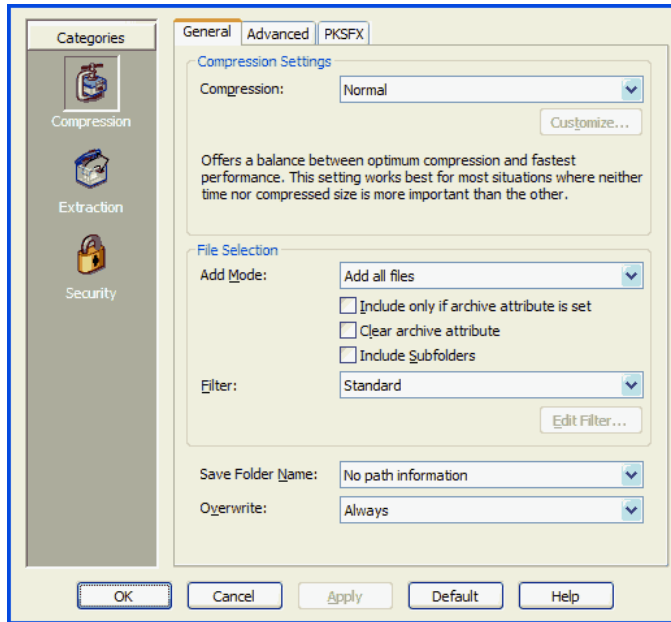 Categories
Compression
Extraction
Security
General
Advanced
PKSFX
Compression Settings
Compression:
Normal
Customize...
Offers a balance between optimum compression and fastest
performance. This setting works best for most situations where neither
time nor compressed size is more important than the other.
File Selection
Add Mode:
Add all files
Include only if archive attribute is set
Clear archive attribute
Include Subfolders
Filter:
Standard
Edit Filter...
Save Folder Name:
No path information
Overwrite:
Always
OK
Cancel
Apply
Default
Help